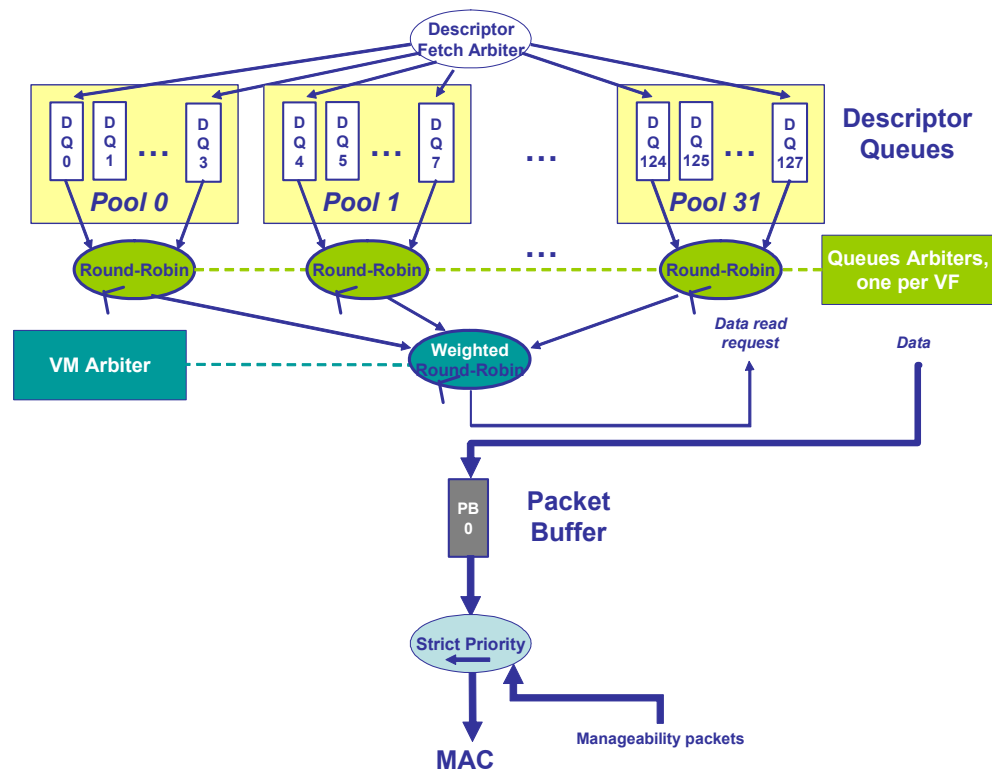 Descriptor
Fetch Arbiter
D
Q
0
D
Q
1
...
D
Q
3
Pool 0
D
Q
4
D
Q
5
...
D
Q
7
Pool 1
...
D
Q
124
D
Q
125
...
D
Q
127
Pool 31
Descriptor
Queues
Round-Robin
Round-Robin
...
Round-Robin
Queues Arbiters,
one per VF
VM Arbiter
Weighted
Round-Robin
Data read
request
Data
PB
0
Packet
Buffer
Strict Priority
Manageability packets
MAC